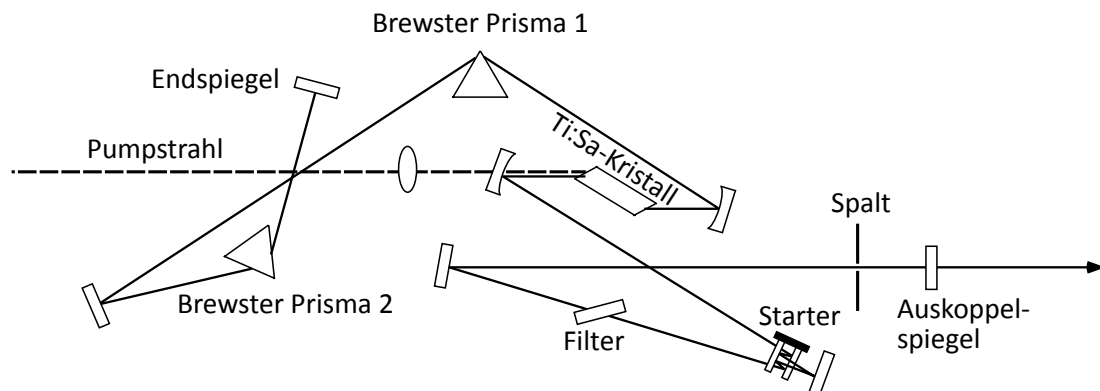 Brewster Prisma 1
Endspiegel
Pumpstrahl
Ti:Sa-Kristall
Spalt
Brewster Prisma 2
Starter
Filter
Auskoppel-
spiegel